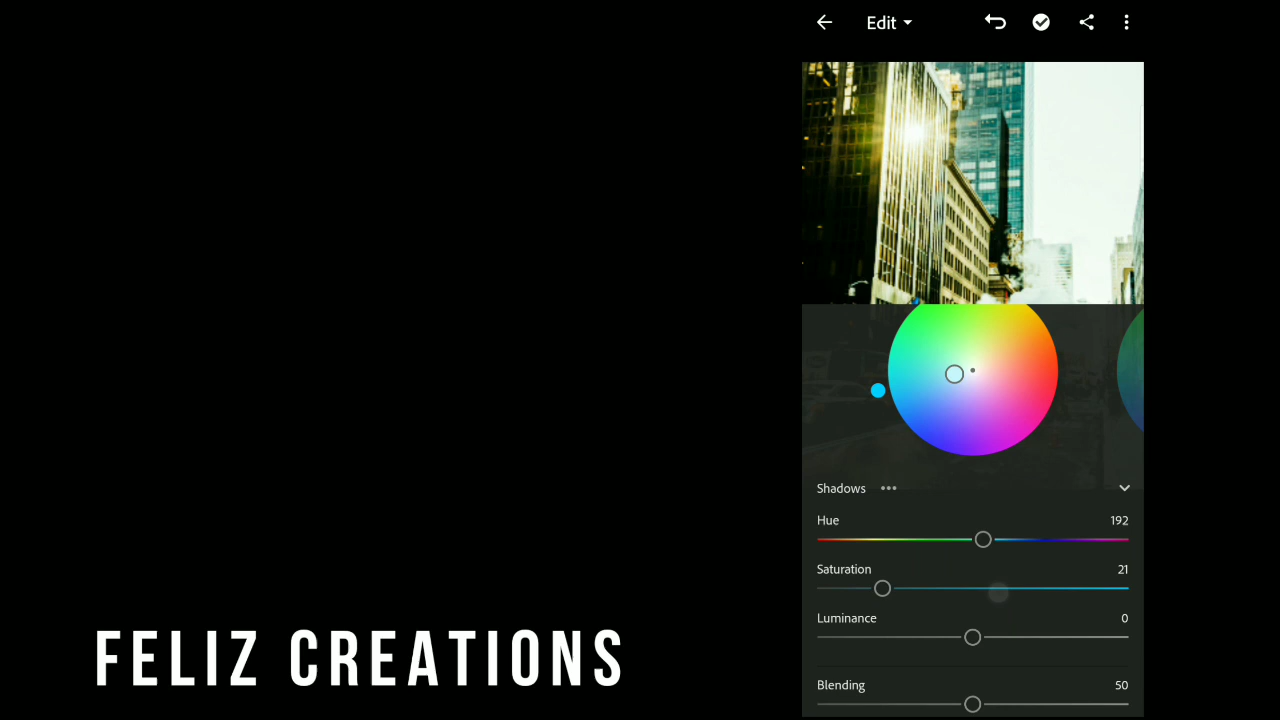 Edit
Shadows
Hue 192
Saturation 21
Luminance 0
Blending 50
FELIZ CREATIONS